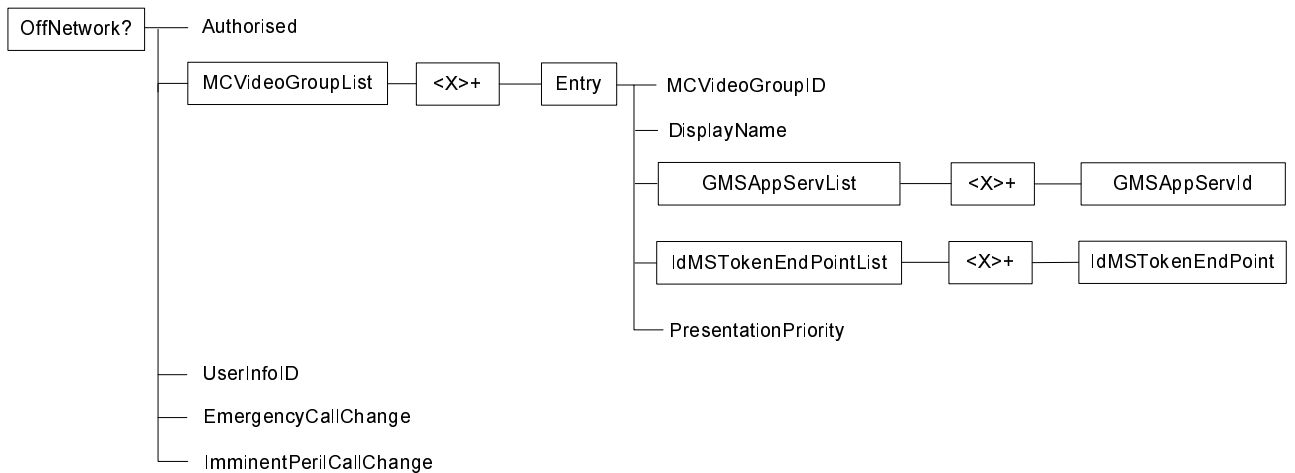 OffNetwork?
Authorised
MCVideoGroupList
<X>+
Entry
MCVideoGroupID
DisplayName
GMSAppServList
<X>+
GMSAppServId
IdMSTokenEndPointList
<X>+
IdMSTokenEndPoint
PresentationPriority
UserInfoID
EmergencyCallChange
ImminentPerilCallChange